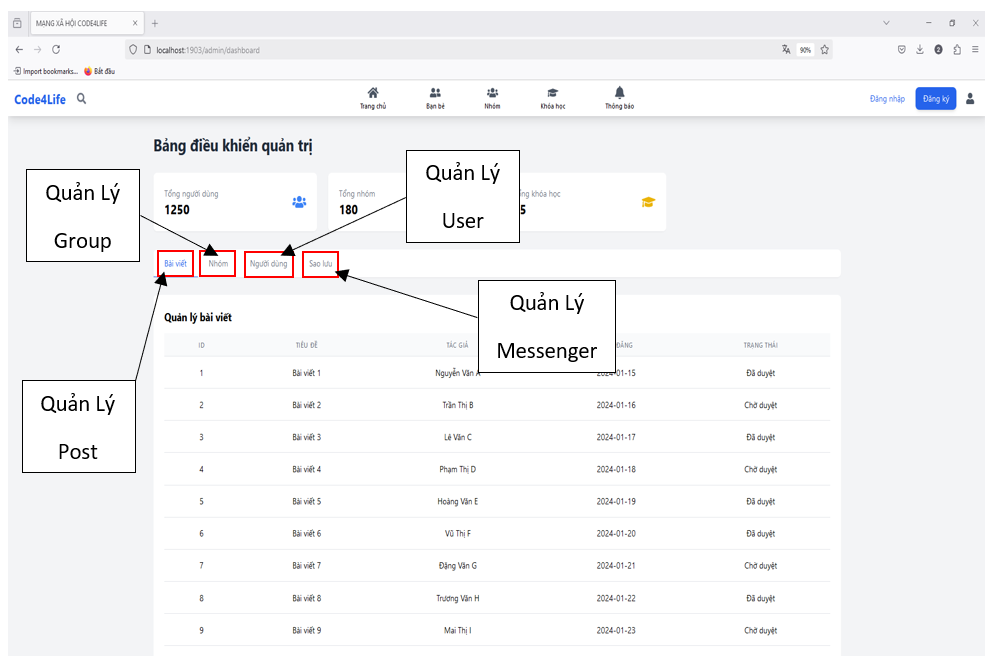 MẠNG XÃ HỘI CODE4LIFE
localhost:1903/admin/dashboard
90%
2
Import bookmarks...
Bắt đầu
Code4Life
Trang chủ
Bạn bè
Nhóm
Khóa học
Thông báo
Đăng nhập
Đăng ký
Bảng điều khiển quản trị
Quản Lý
Group
Tổng người dùng
1250
Tổng nhóm
180
Quản Lý
User
khóa học
5
Bài viết
Nhóm
Người dùng
Sao lưu
Quản Lý
Messenger
Quản Lý
Post
Quản lý bài viết
ID TIÊU ĐỀ TÁC GIẢ ĐĂNG TRẠNG THÁI
1 Bài viết 1 Nguyễn Văn A 2024-01-15 Đã duyệt
2 Bài viết 2 Trần Thị B 2024-01-16 Chờ duyệt
3 Bài viết 3 Lê Văn C 2024-01-17 Đã duyệt
4 Bài viết 4 Phạm Thị D 2024-01-18 Chờ duyệt
5 Bài viết 5 Hoàng Văn E 2024-01-19 Đã duyệt
6 Bài viết 6 Vũ Thị F 2024-01-20 Đã duyệt
7 Bài viết 7 Đặng Văn G 2024-01-21 Chờ duyệt
8 Bài viết 8 Trương Văn H 2024-01-22 Đã duyệt
9 Bài viết 9 Mai Thị I 2024-01-23 Chờ duyệt